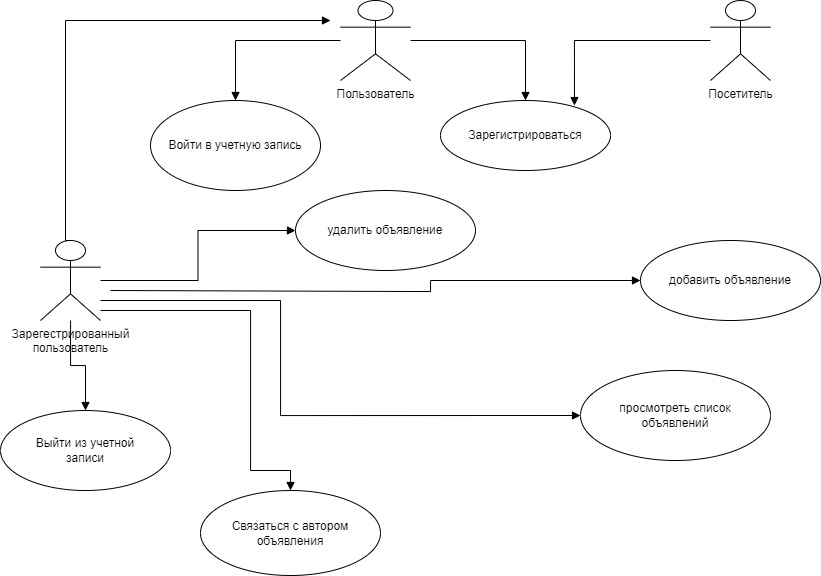 Пользователь
Посетитель
Войти в учетную запись
Зарегистрироваться
удалить объявление
добавить объявление
Зарегестрированный
пользователь
просмотреть список
объявлений
Выйти из учетной
записи
Связаться с автором
объявления